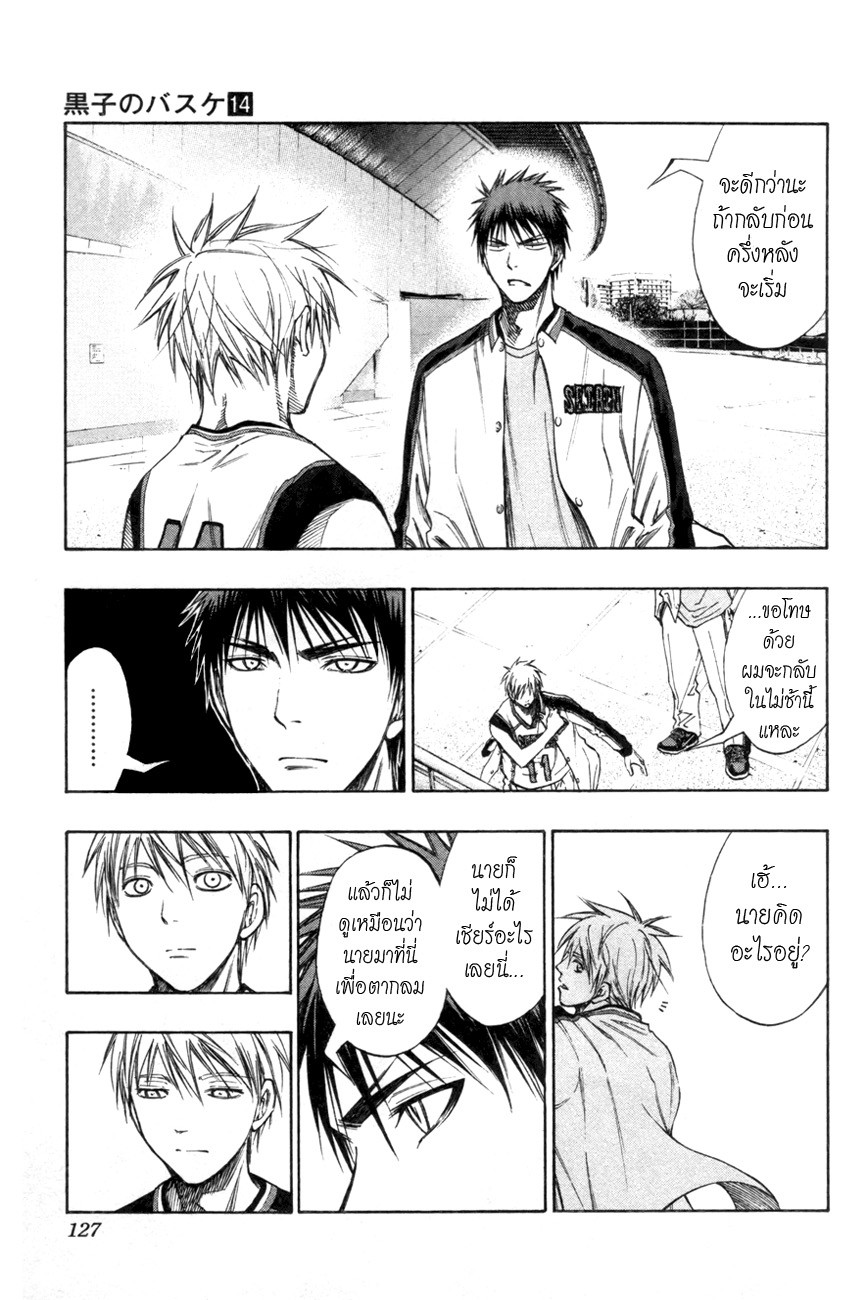 黒子のバスケ14
จะดีกว่านะ
ถ้ากลับก่อน
ครึ่งหลัง
จะเริ่ม
SEIREN
11
...ขอโทษ
ด้วย
ผมจะกลับ
ในไม่ช้านี้
แหละ
11
.........
เฮ้...
นายคิด
อะไรอยู่?
นายก็
ไม่ได้
เชียร์อะไร
เลยนี่...
แล้วก็ไม่
ดูเหมือนว่า
นายมาที่นี่
เพื่อตากลม
เลยนะ
127